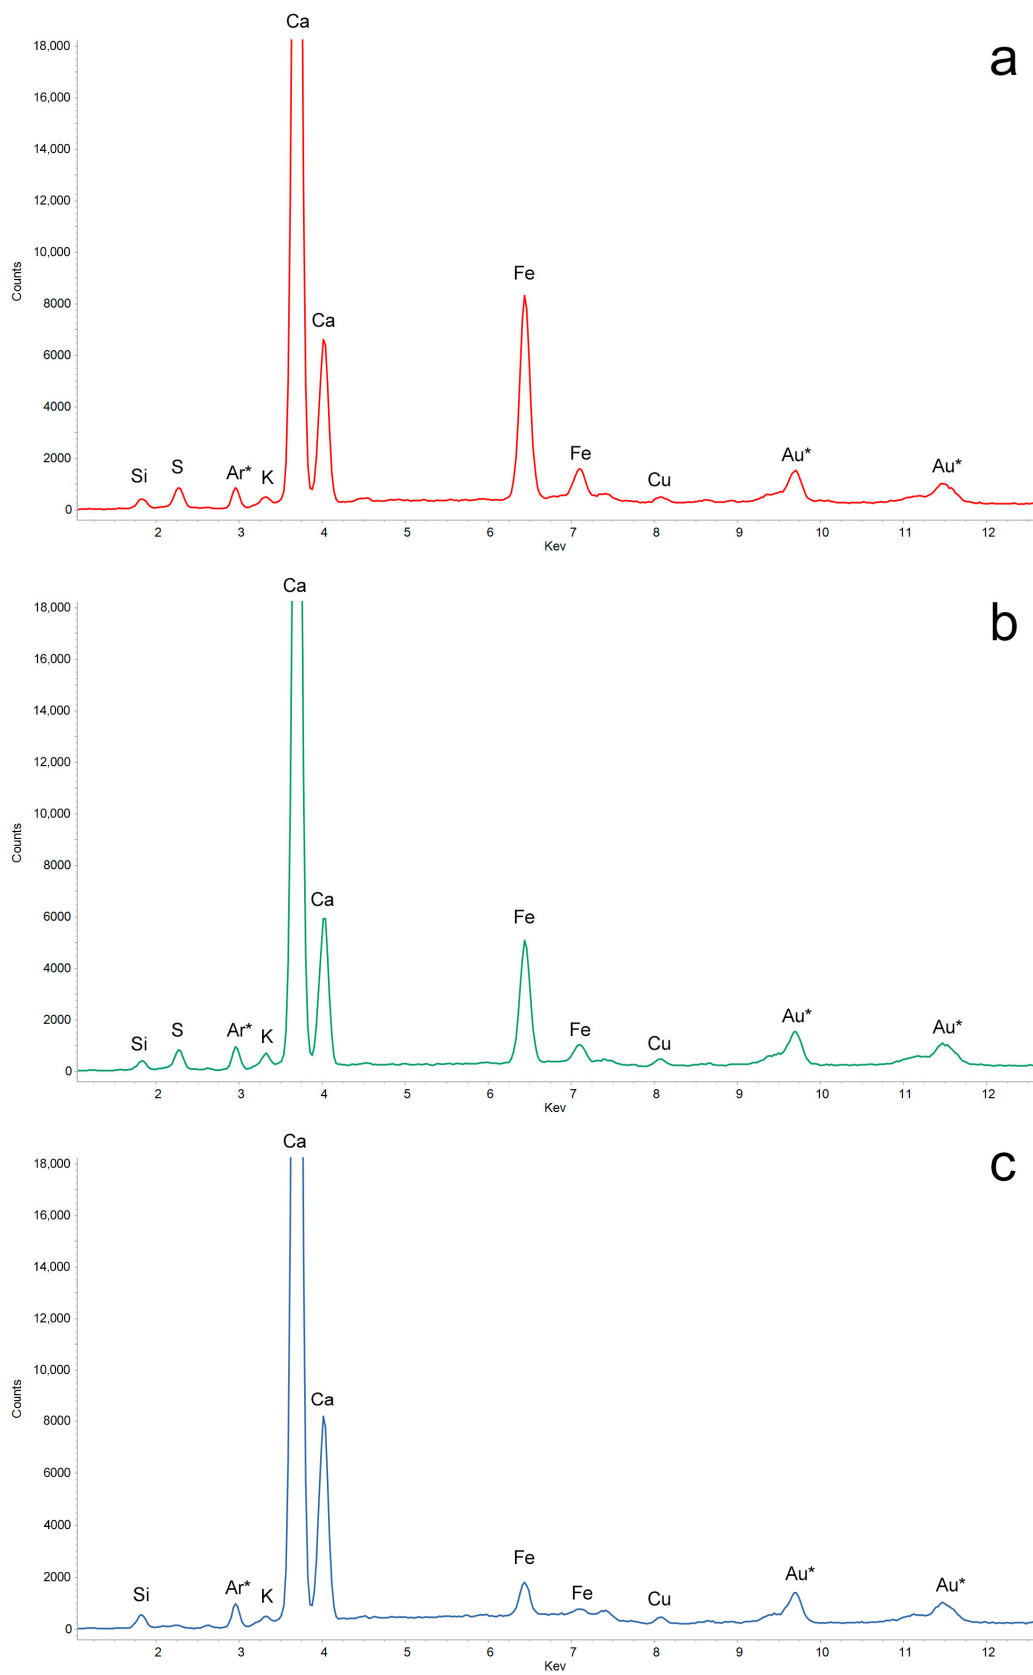 Ca
a
18,000
16,000
14,000
12,000
10,000
8000
6000
4000
2000
0
Counts
Si
S
Ar*
K
Ca
Fe
Fe
Cu
Au*
Au*
2 3 4 5 6 7 8 9 10 11 12
Kev
Ca
b
18,000
16,000
14,000
12,000
10,000
8000
6000
4000
2000
0
Counts
Si
S
Ar*
K
Ca
Fe
Fe
Cu
Au*
Au*
2 3 4 5 6 7 8 9 10 11 12
Kev
Ca
c
18,000
16,000
14,000
12,000
10,000
8000
6000
4000
2000
0
Counts
Si
Ar*
K
Ca
Fe
Fe
Cu
Au*
Au*
2 3 4 5 6 7 8 9 10 11 12
Kev